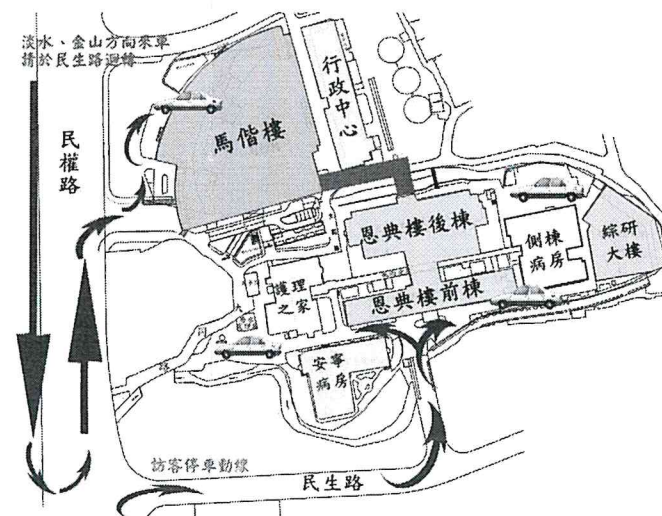 淡水、金山方向來車
請於民生路迴轉
民權路
馬偕樓
行政中心
恩典樓後棟
側棟
病房
綜研
大樓
護理
之家
恩典樓前棟
安寧
病房
訪客停車動線
民生路